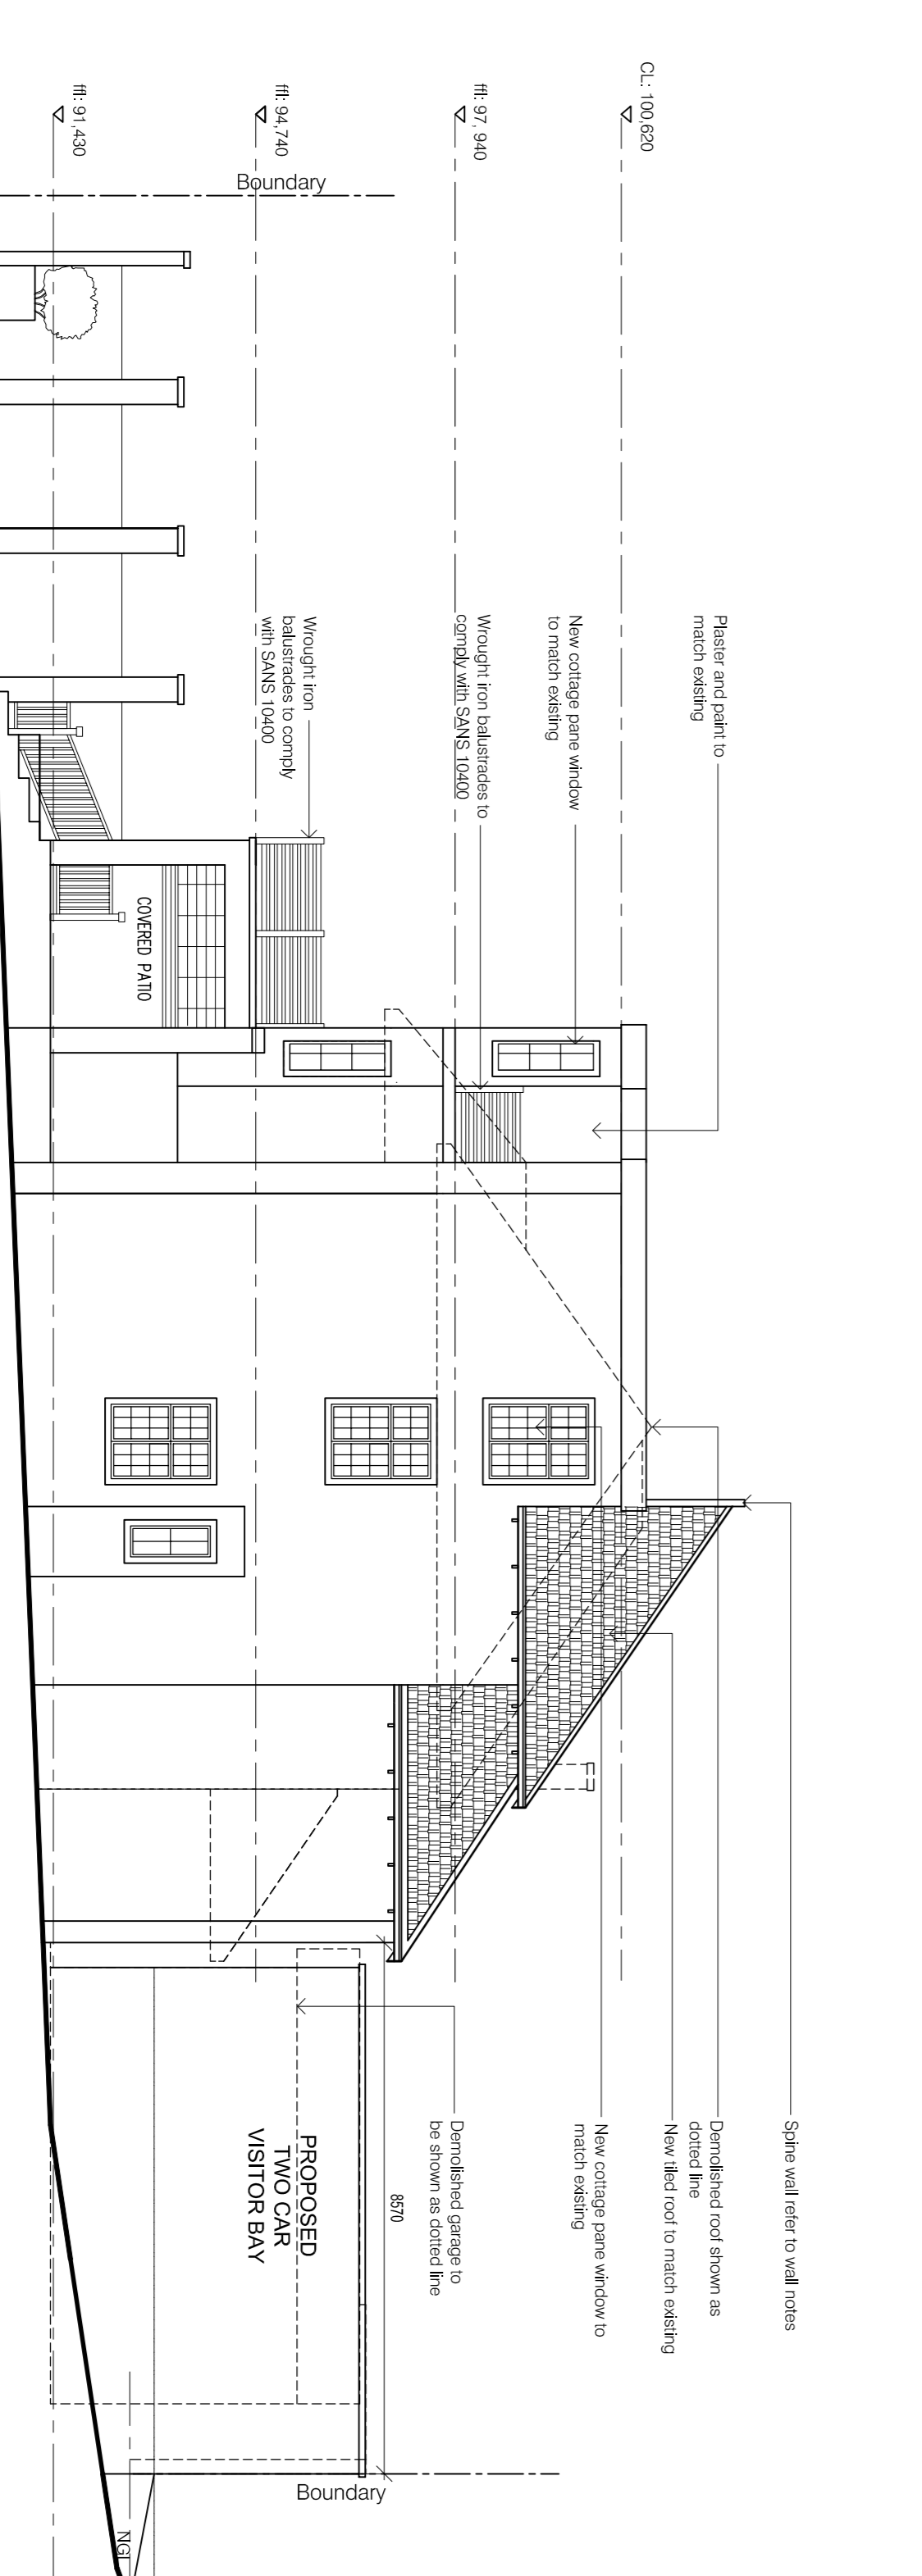 Spine wall refer to wall notes
Plaster and paint to
match existing
Demolished roof shown as
dotted line
New tiled roof to match existing
CL: 100,620
New cottage pane window
to match existing
New cottage pane window to
match existing
ffl: 97, 940
Wrought iron balustrades to
comply with SANS 10400
Demolished garage to
be shown as dotted line
8570
Wrought iron
balustrades to comply
with SANS 10400
ffl: 94,740
Boundary
PROPOSED
TWO CAR
VISITOR BAY
Boundary
COVERED PATIO
ffl: 91,430
NGL